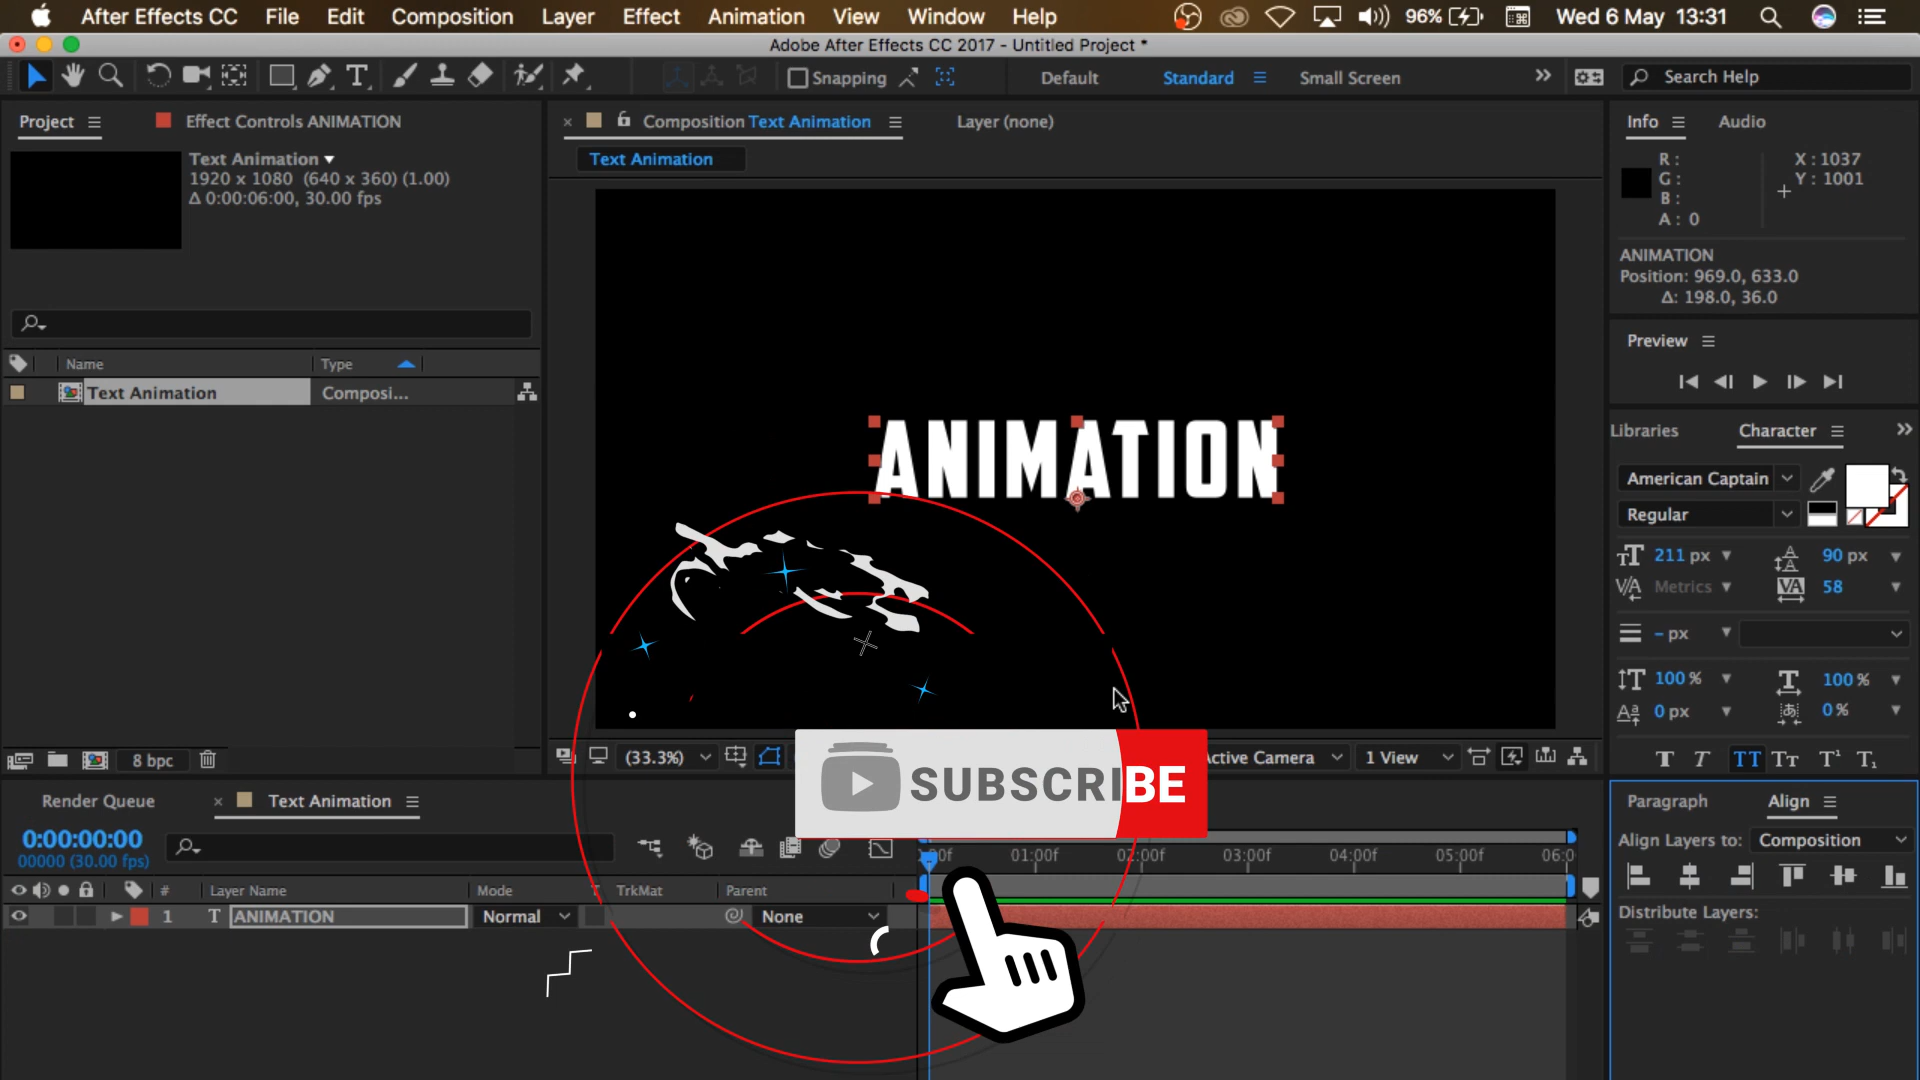 After Effects CC File Edit Composition Layer Effect Animation View Window Help 96% Wed 6 May 13:31
Adobe After Effects CC 2017 - Untitled Project *
Snapping Default Standard Small Screen Search Help
Project Effect Controls ANIMATION
Composition Text Animation Layer (none)
Info Audio
Text Animation
1920 x 1080 (640 x 360) (1.00)
Δ 0:00:06:00, 30.00 fps
Text Animation
R :
G :
B :
A : 0
X : 1037
Y : 1001
ANIMATION
Position: 969.0, 633.0
Δ: 198.0, 36.0
Preview
Name Type
Text Animation Composi...
ANIMATION
Libraries Character
American Captain
Regular
211 px 90 px
Metrics 58
- px
100 % 100 %
0 px 0 %
8 bpc
(33.3%) Active Camera 1 View
SUBSCRIBE
Render Queue Text Animation
0:00:00:00
00000 (30.00 fps)
:00f 01:00f 02:00f 03:00f 04:00f 05:00f 06:0
# Layer Name Mode T TrkMat Parent
1 T ANIMATION Normal None
Paragraph Align
Align Layers to: Composition
Distribute Layers: